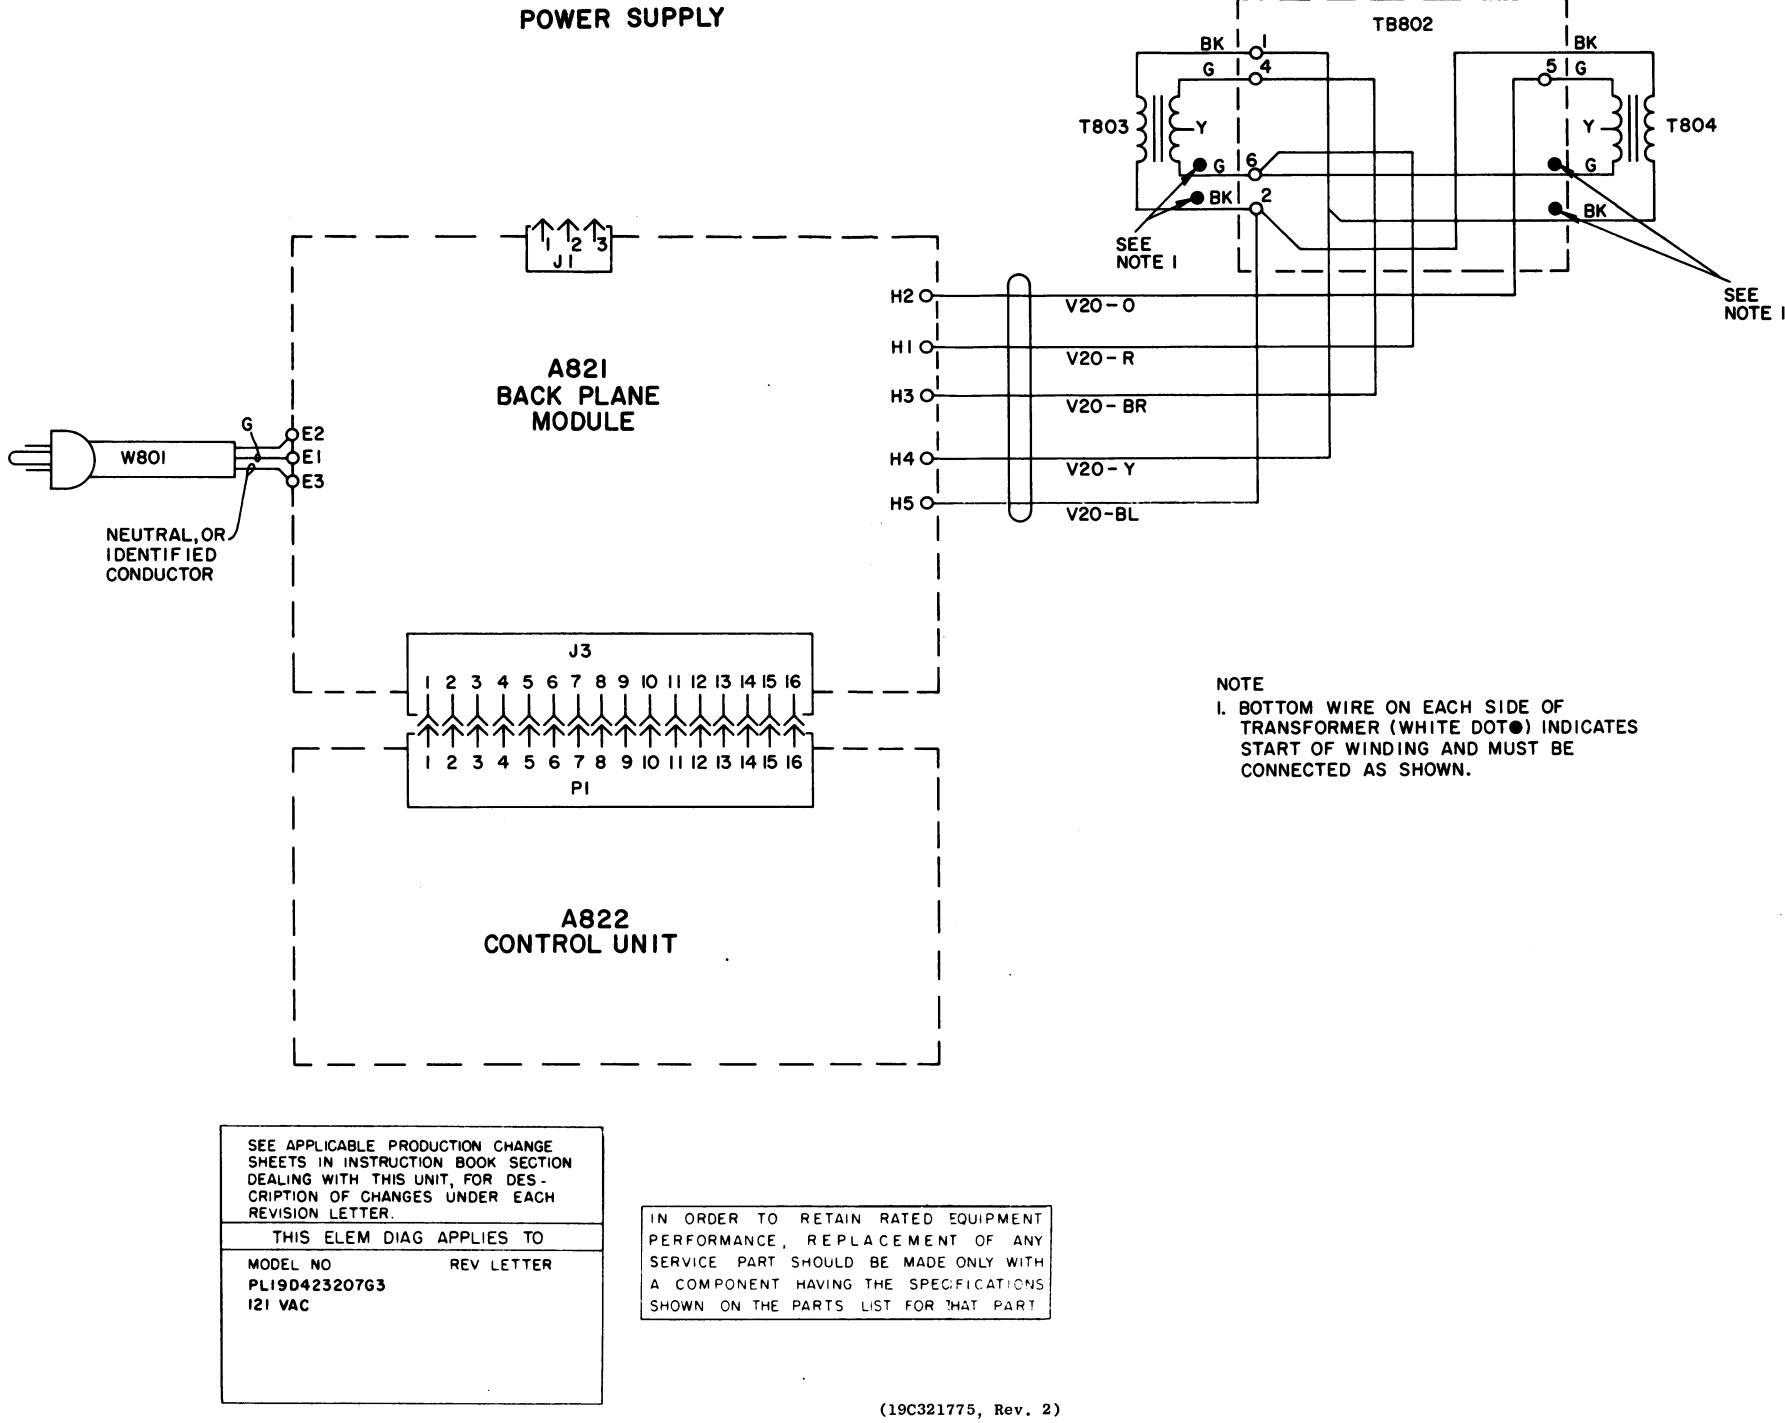 POWER SUPPLY
TB802
BK 1
G 4
BK
5 G
T803
Y
Y
T804
G 6
G
BK 2
BK
SEE
NOTE 1
SEE
NOTE 1
1 2 3
J1
H2
V20-O
H1
V20-R
H3
V20-BR
H4
V20-Y
H5
V20-BL
A821
BACK PLANE
MODULE
G
E2
W801
E1
E3
NEUTRAL, OR
IDENTIFIED
CONDUCTOR
J3
1 2 3 4 5 6 7 8 9 10 11 12 13 14 15 16
1 2 3 4 5 6 7 8 9 10 11 12 13 14 15 16
P1
NOTE
1. BOTTOM WIRE ON EACH SIDE OF
TRANSFORMER (WHITE DOT●) INDICATES
START OF WINDING AND MUST BE
CONNECTED AS SHOWN.
A822
CONTROL UNIT
SEE APPLICABLE PRODUCTION CHANGE
SHEETS IN INSTRUCTION BOOK SECTION
DEALING WITH THIS UNIT, FOR DES-
CRIPTION OF CHANGES UNDER EACH
REVISION LETTER.
THIS ELEM DIAG APPLIES TO
MODEL NO REV LETTER
PL19D423207G3
121 VAC
IN ORDER TO RETAIN RATED EQUIPMENT
PERFORMANCE, REPLACEMENT OF ANY
SERVICE PART SHOULD BE MADE ONLY WITH
A COMPONENT HAVING THE SPECIFICATIONS
SHOWN ON THE PARTS LIST FOR THAT PART
(19C321775, Rev. 2)